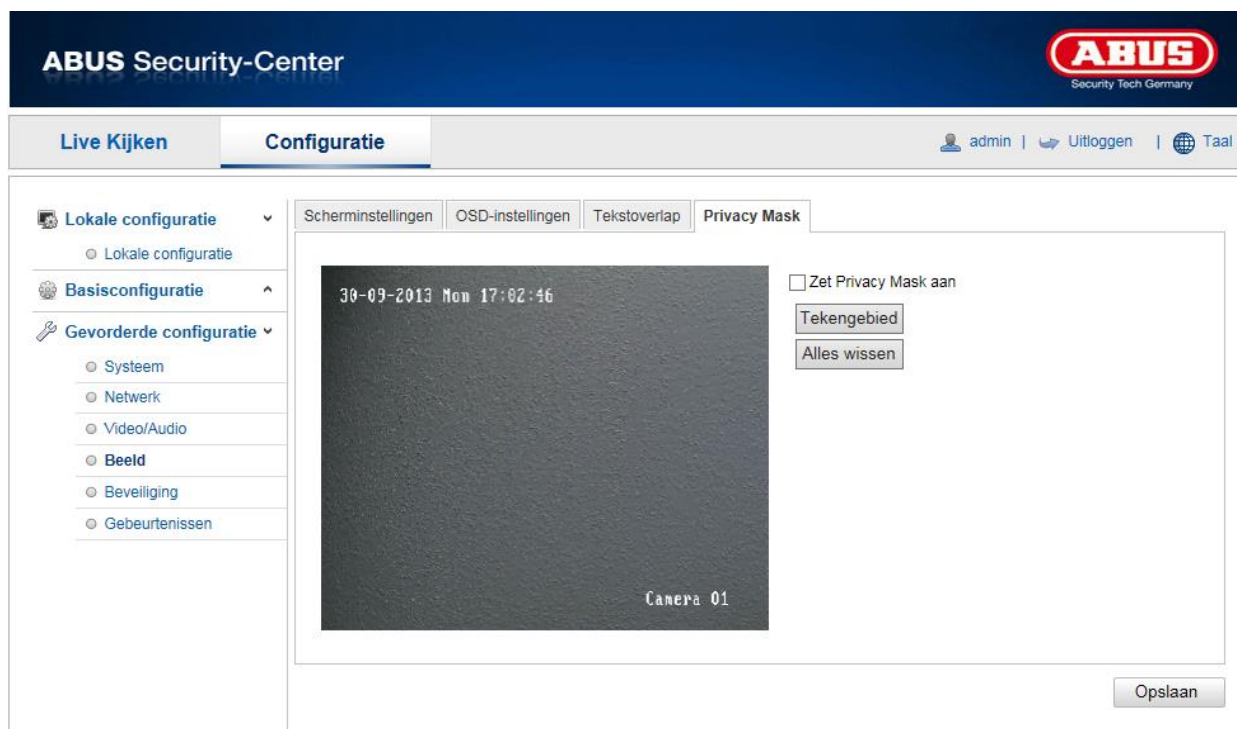 ABUS Security-Center
ABUS
Security Tech Germany
Live Kijken
Configuratie
admin | Uitloggen | Taal
Lokale configuratie
Lokale configuratie
Basisconfiguratie
Gevorderde configuratie
Systeem
Netwerk
Video/Audio
Beeld
Beveiliging
Gebeurtenissen
Scherminstellingen
OSD-instellingen
Tekstoverlap
Privacy Mask
30-09-2013 Mon 17:02:46
Camera 01
Zet Privacy Mask aan
Tekengebied
Alles wissen
Opslaan